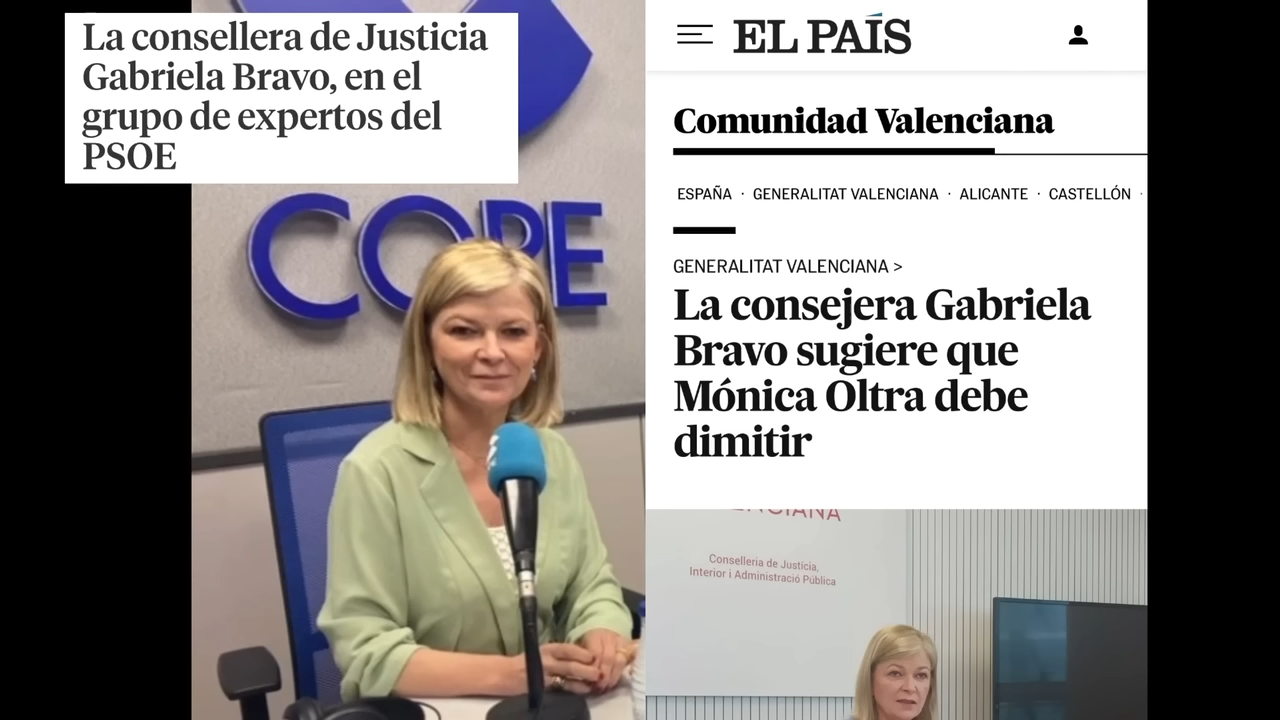 La consellera de Justicia
Gabriela Bravo, en el
grupo de expertos del
PSOE
COPE
EL PAÍS
Comunidad Valenciana
ESPAÑA · GENERALITAT VALENCIANA · ALICANTE · CASTELLÓN ·
GENERALITAT VALENCIANA >
La consejera Gabriela
Bravo sugiere que
Mónica Oltra debe
dimitir
Conselleria de Justícia,
Interior i Administració Pública